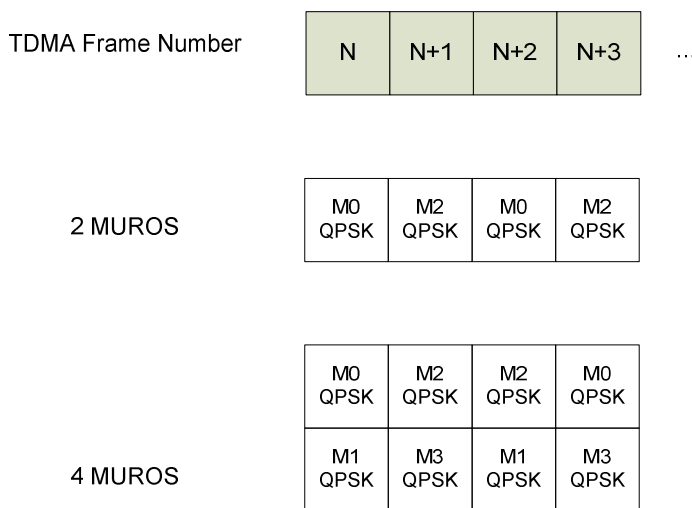 TDMA Frame Number
N N+1 N+2 N+3 ...
2 MUROS
M0 M2 M0 M2
QPSK QPSK QPSK QPSK
M0 M2 M2 M0
QPSK QPSK QPSK QPSK
4 MUROS
M1 M3 M1 M3
QPSK QPSK QPSK QPSK